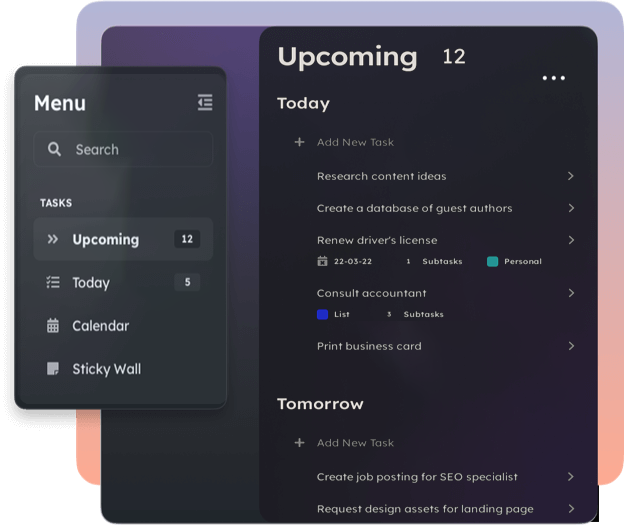 Menu
Search
TASKS
Upcoming 12
Today 5
Calendar
Sticky Wall
Upcoming 12
Today
Add New Task
Research content ideas
Create a database of guest authors
Renew driver's license
22-03-22 1 Subtasks Personal
Consult accountant
List 3 Subtasks
Print business card
Tomorrow
Add New Task
Create job posting for SEO specialist
Request design assets for landing page